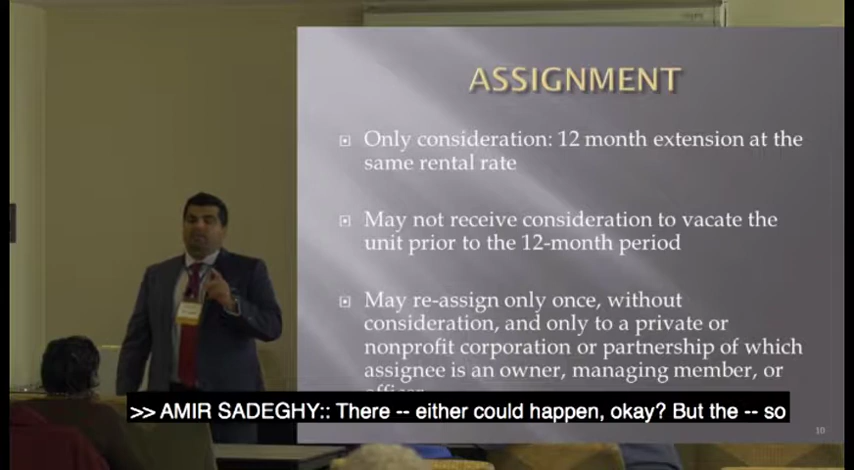 ASSIGNMENT
Only consideration: 12 month extension at the
same rental rate
May not receive consideration to vacate the
unit prior to the 12-month period
May re-assign only once, without
consideration, and only to a private or
nonprofit corporation or partnership of which
assignee is an owner, managing member, or
>> AMIR SADEGHY:: There -- either could happen, okay? But the -- so
10